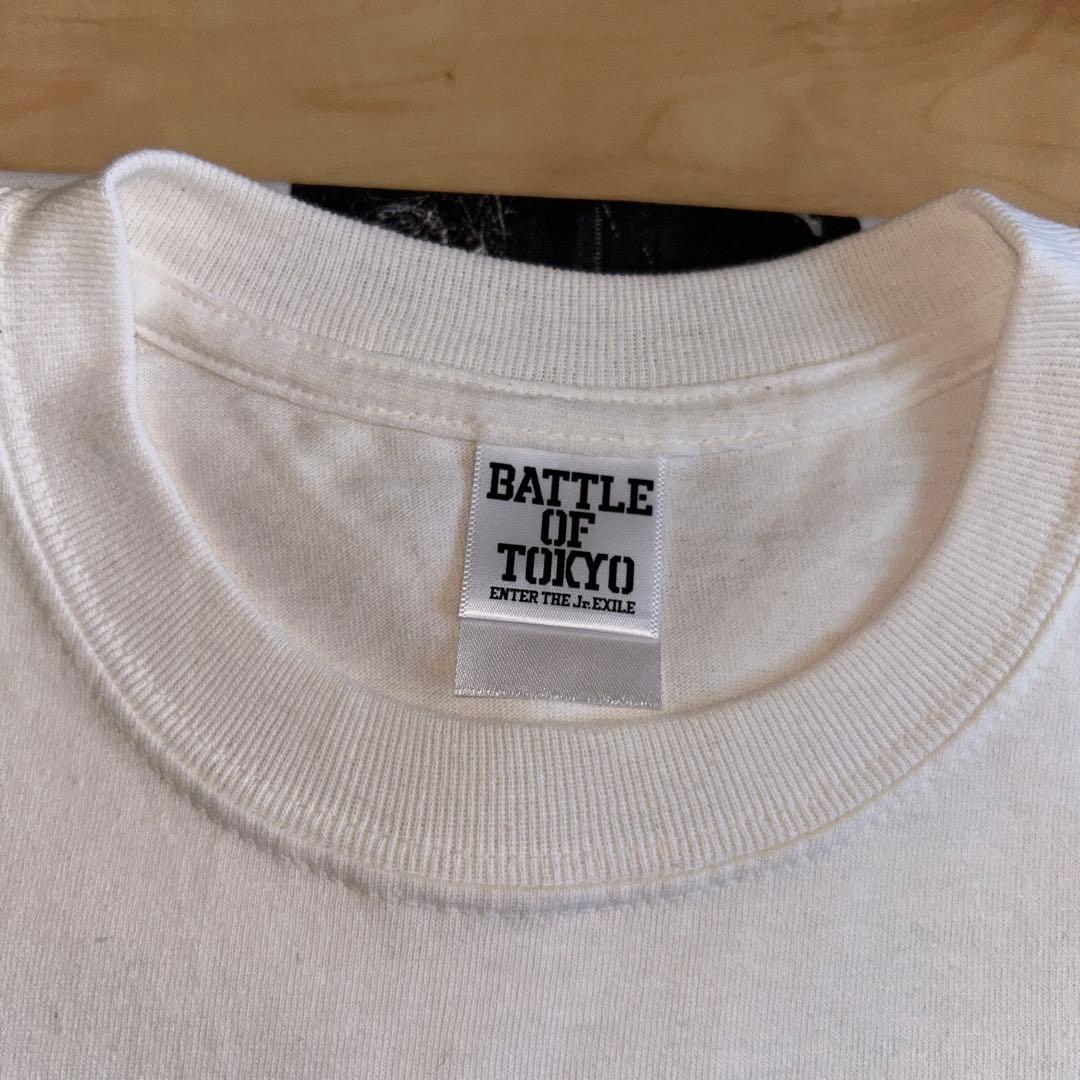 BATTLE
OF
TOKYO
ENTER THE Jr.EXILE